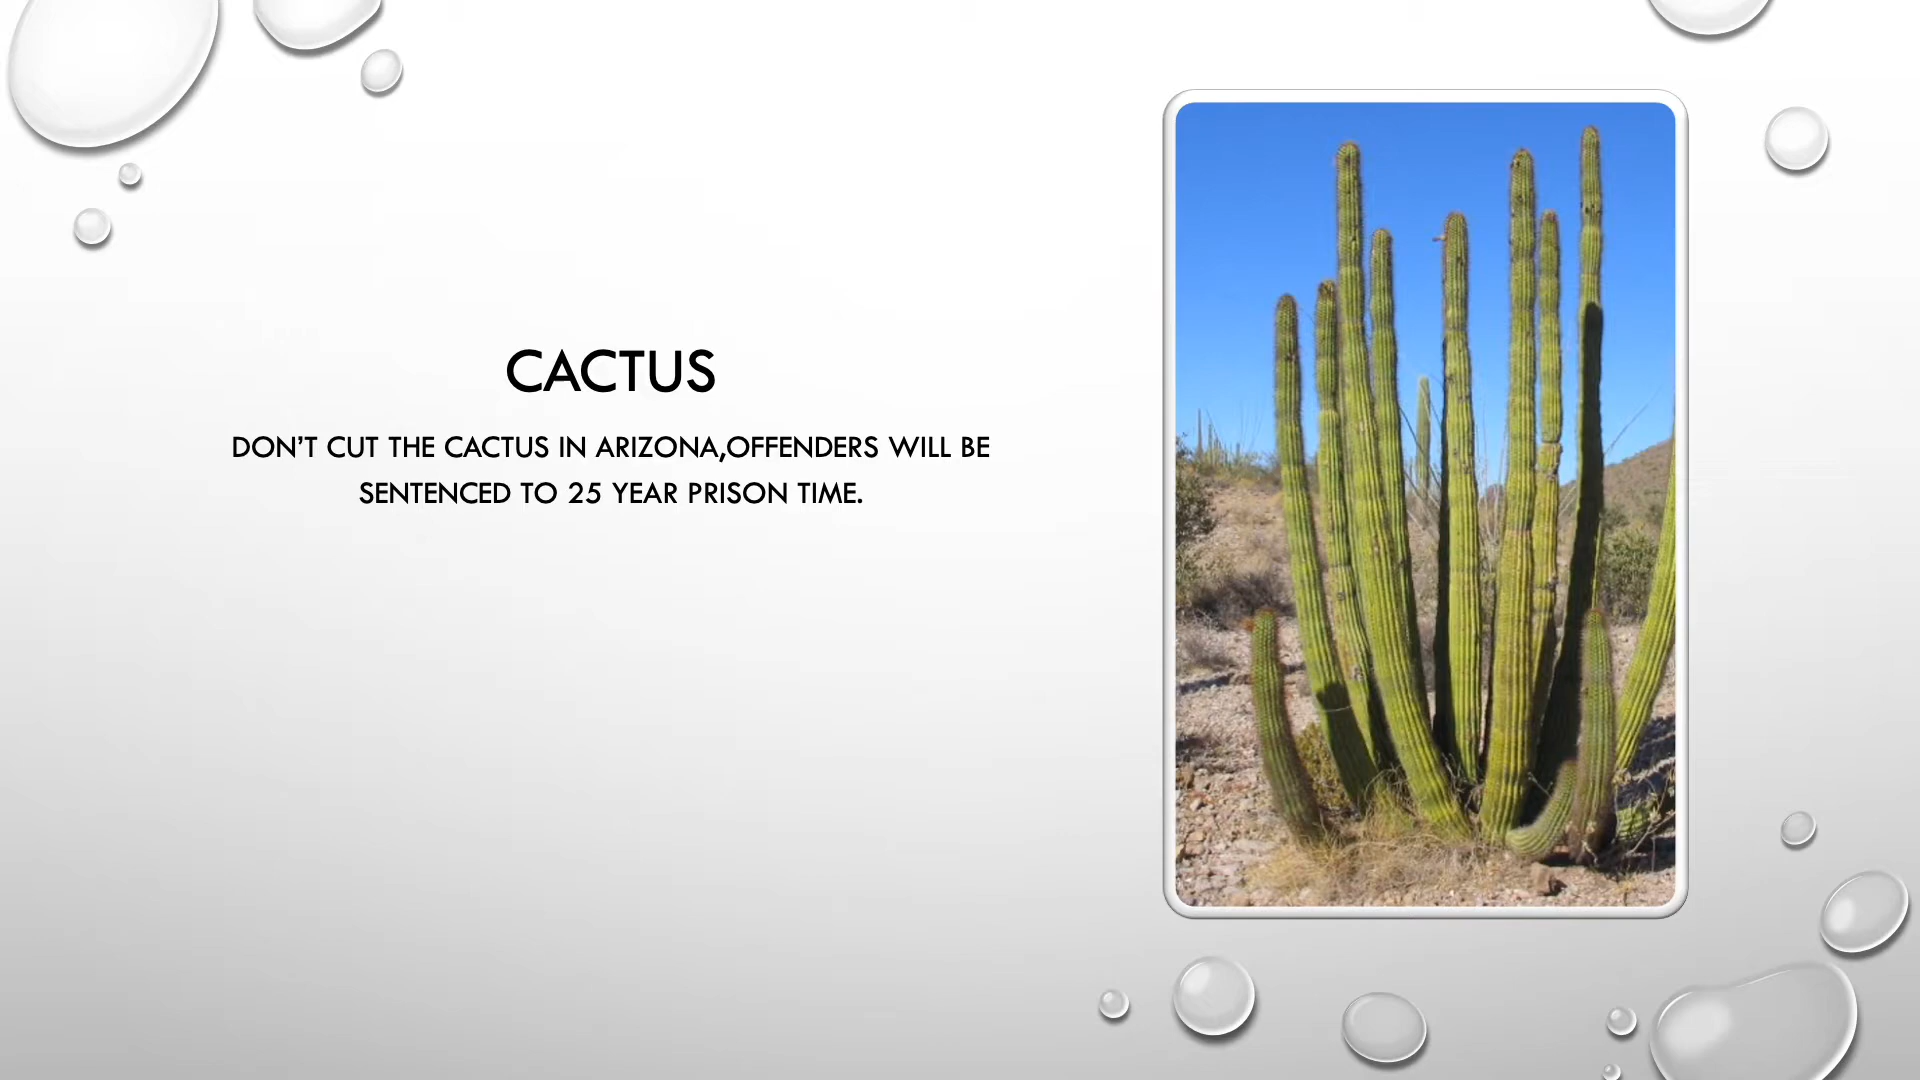 CACTUS
DON’T CUT THE CACTUS IN ARIZONA,OFFENDERS WILL BE
SENTENCED TO 25 YEAR PRISON TIME.